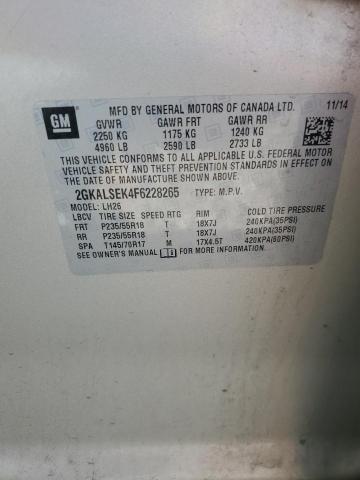 GM
MFD BY GENERAL MOTORS OF CANADA LTD. 11/14
GVWR GAWR FRT GAWR RR
2250 KG 1175 KG 1240 KG
4960 LB 2590 LB 2733 LB
THIS VEHICLE CONFORMS TO ALL APPLICABLE U.S. FEDERAL MOTOR
VEHICLE SAFETY, BUMPER, AND THEFT PREVENTION STANDARDS IN EFFECT
ON THE DATE OF MANUFACTURE SHOWN ABOVE.
2GKALSEK4F6228265 TYPE: M.P.V.
MODEL: LH26
LBCV TIRE SIZE SPEED RTG RIM COLD TIRE PRESSURE
FRT P235/55R18 T 18X7J 240KPA(35PSI)
RR P235/55R18 T 18X7J 240KPA(35PSI)
SPA T145/70R17 M 17X4.5T 420KPA(60PSI)
SEE OWNER'S MANUAL FOR MORE INFORMATION.